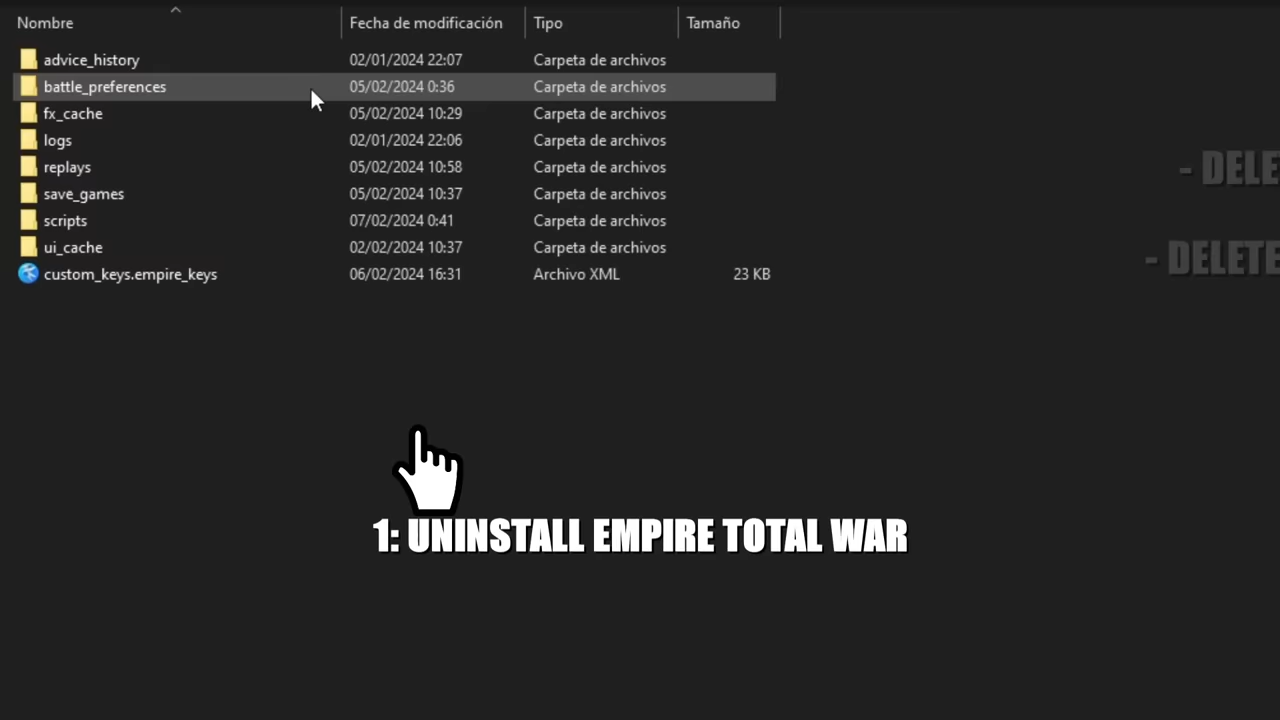 Nombre Fecha de modificación Tipo Tamaño
advice_history 02/01/2024 22:07 Carpeta de archivos
battle_preferences 05/02/2024 0:36 Carpeta de archivos
fx_cache 05/02/2024 10:29 Carpeta de archivos
logs 02/01/2024 22:06 Carpeta de archivos
replays 05/02/2024 10:58 Carpeta de archivos
save_games 05/02/2024 10:37 Carpeta de archivos
scripts 07/02/2024 0:41 Carpeta de archivos
ui_cache 02/02/2024 10:37 Carpeta de archivos
custom_keys.empire_keys 06/02/2024 16:31 Archivo XML 23 KB
- DELE
- DELETE
1: UNINSTALL EMPIRE TOTAL WAR